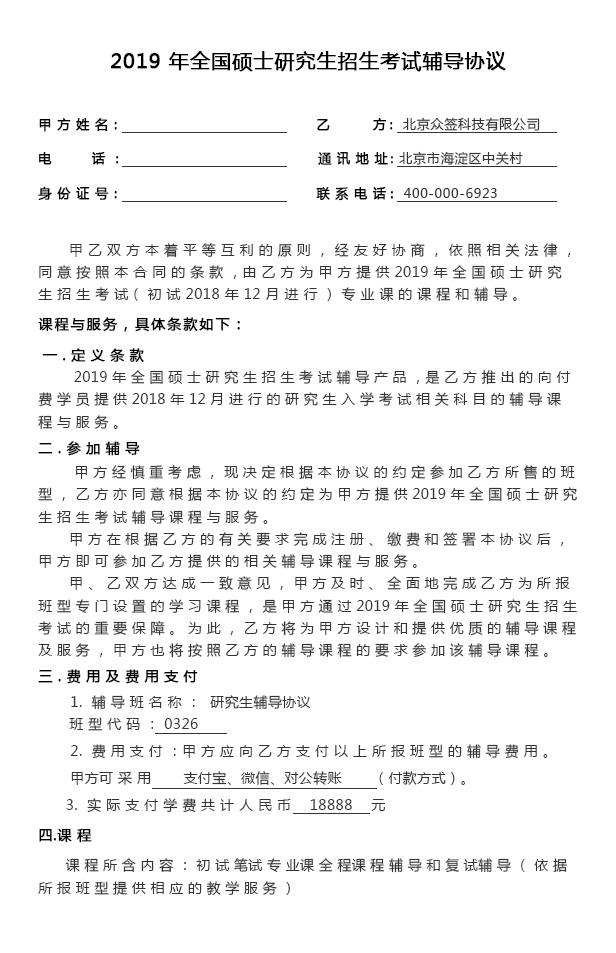 2019 年全国硕士研究生招生考试辅导协议
甲方姓名: 乙 方: 北京众签科技有限公司
电 话 : 通讯地址: 北京市海淀区中关村
身份证号: 联系电话: 400-000-6923
甲乙双方本着平等互利的原则，经友好协商，依照相关法律，
同意按照本合同的条款,由乙方为甲方提供2019年全国硕士研究
生招生考试(初试2018年12月进行)专业课的课程和辅导。
课程与服务，具体条款如下：
一.定义条款
2019年全国硕士研究生招生考试辅导产品,是乙方推出的向付
费学员提供2018年12月进行的研究生入学考试相关科目的辅导课
程与服务。
二.参加辅导
甲方经慎重考虑，现决定根据本协议的约定参加乙方所售的班
型，乙方亦同意根据本协议的约定为甲方提供2019年全国硕士研究
生招生考试辅导课程与服务。
甲方在根据乙方的有关要求完成注册、缴费和签署本协议后，
甲方即可参加乙方提供的相关辅导课程与服务。
甲、乙双方达成一致意见，甲方及时、全面地完成乙方为所报
班型专门设置的学习课程，是甲方通过2019年全国硕士研究生招生
考试的重要保障。为此，乙方将为甲方设计和提供优质的辅导课程
及服务，甲方也将按照乙方的辅导课程的要求参加该辅导课程。
三.费用及费用支付
1. 辅导班名称： 研究生辅导协议
班型代码: 0326
2. 费用支付:甲方应向乙方支付以上所报班型的辅导费用。
甲方可采用 支付宝、微信、对公转账 （付款方式）。
3. 实际支付学费共计人民币 18888 元
四.课程
课程所含内容：初试笔试专业课全程课程辅导和复试辅导（依据
所报班型提供相应的教学服务）